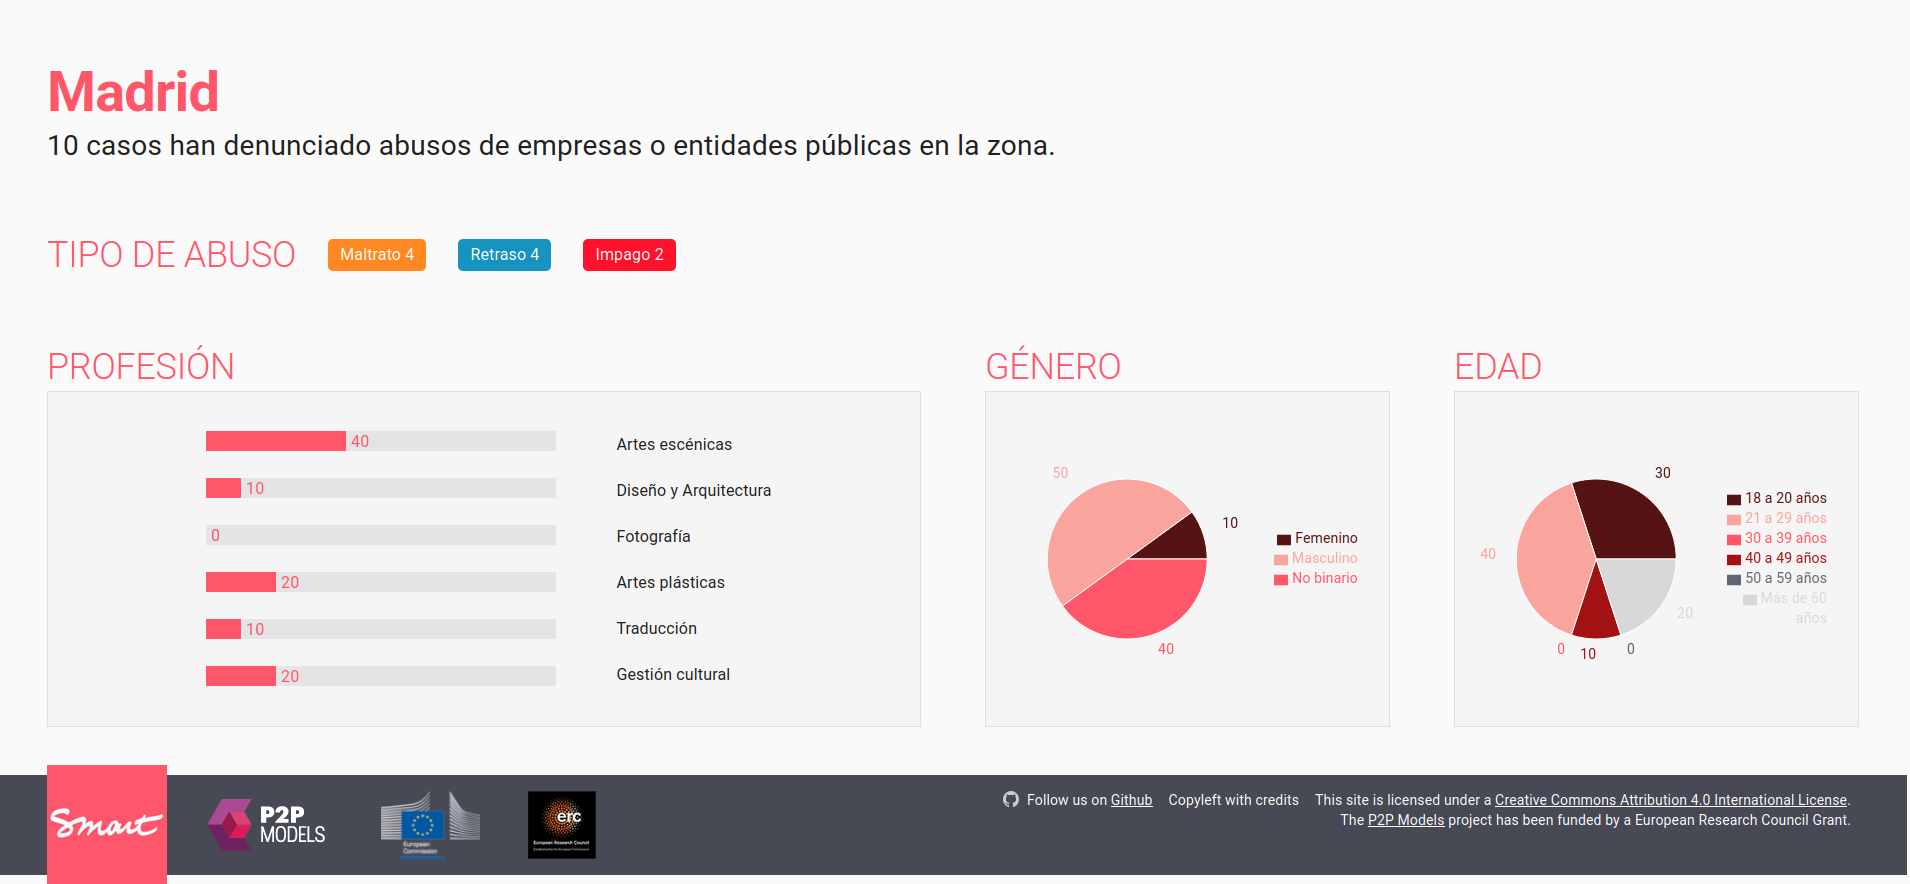 Madrid
10 casos han denunciado abusos de empresas o entidades públicas en la zona.
TIPO DE ABUSO
Maltrato 4
Retraso 4
Impago 2
PROFESIÓN
40
Artes escénicas
10
Diseño y Arquitectura
0
Fotografía
20
Artes plásticas
10
Traducción
20
Gestión cultural
GÉNERO
50
10
40
Femenino
Masculino
No binario
EDAD
30
40
20
0
10
0
18 a 20 años
21 a 29 años
30 a 39 años
40 a 49 años
50 a 59 años
Más de 60
años
Smart
P2P
MODELS
European
Commission
erc
European Research Council
Established by the European Commission
Follow us on Github
Copyleft with credits
This site is licensed under a Creative Commons Attribution 4.0 International License.
The P2P Models project has been funded by a European Research Council Grant.